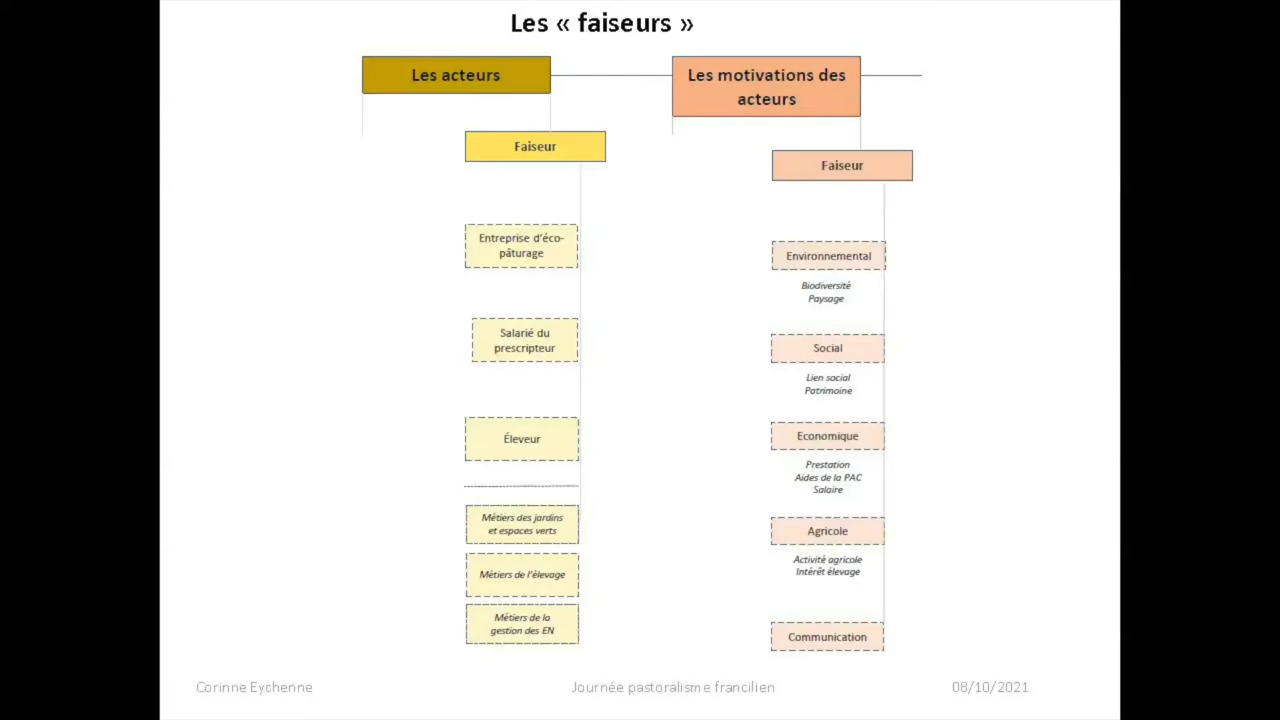 Les « faiseurs »
Les acteurs
Faiseur
Entreprise d'éco-
pâturage
Salarié du
prescripteur
Éleveur
Métiers des jardins
et espaces verts
Métiers de l'élevage
Métiers de la
gestion des EN
Les motivations des
acteurs
Faiseur
Environnemental
Biodiversité
Paysage
Social
Lien social
Patrimoine
Economique
Prestation
Aides de la PAC
Salaire
Agricole
Activité agricole
Intérêt élevage
Communication
Corinne Eychenne
Journée pastoralisme francilien
08/10/2021